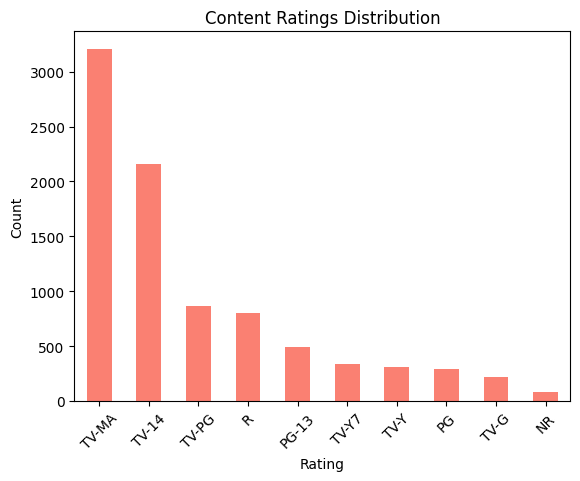 Content Ratings Distribution
3000
2500
2000
1500
1000
500
0
Count
TV-MA
TV-14
TV-PG
R
PG-13
TV-Y7
TV-Y
PG
TV-G
NR
Rating